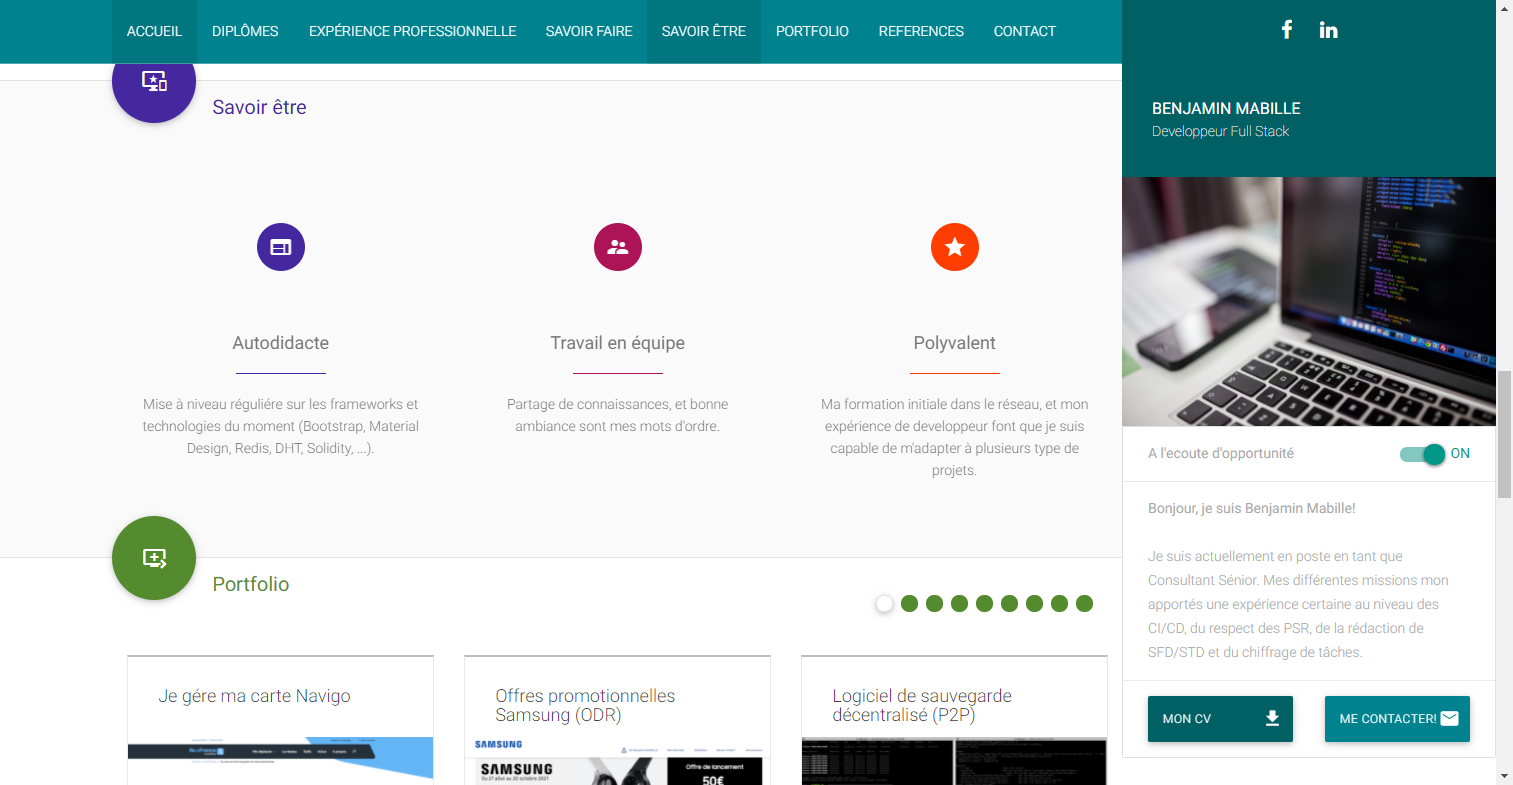 ACCUEIL DIPLÔMES EXPÉRIENCE PROFESSIONNELLE SAVOIR FAIRE SAVOIR ÊTRE PORTFOLIO REFERENCES CONTACT
Savoir être
Autodidacte
Mise à niveau réguliére sur les frameworks et
technologies du moment (Bootstrap, Material
Design, Redis, DHT, Solidity, ...).
Travail en équipe
Partage de connaissances, et bonne
ambiance sont mes mots d'ordre.
Polyvalent
Ma formation initiale dans le réseau, et mon
expérience de developpeur font que je suis
capable de m'adapter à plusieurs type de
projets.
Portfolio
Je gére ma carte Navigo
Offres promotionnelles
Samsung (ODR)
SAMSUNG
SAMSUNG
Offre de lancement
50€
Logiciel de sauvegarde
décentralisé (P2P)
BENJAMIN MABILLE
Developpeur Full Stack
A l'ecoute d'opportunité ON
Bonjour, je suis Benjamin Mabille!
Je suis actuellement en poste en tant que
Consultant Sénior. Mes différentes missions mon
apportés une expérience certaine au niveau des
CI/CD, du respect des PSR, de la rédaction de
SFD/STD et du chiffrage de tâches.
MON CV
ME CONTACTER!